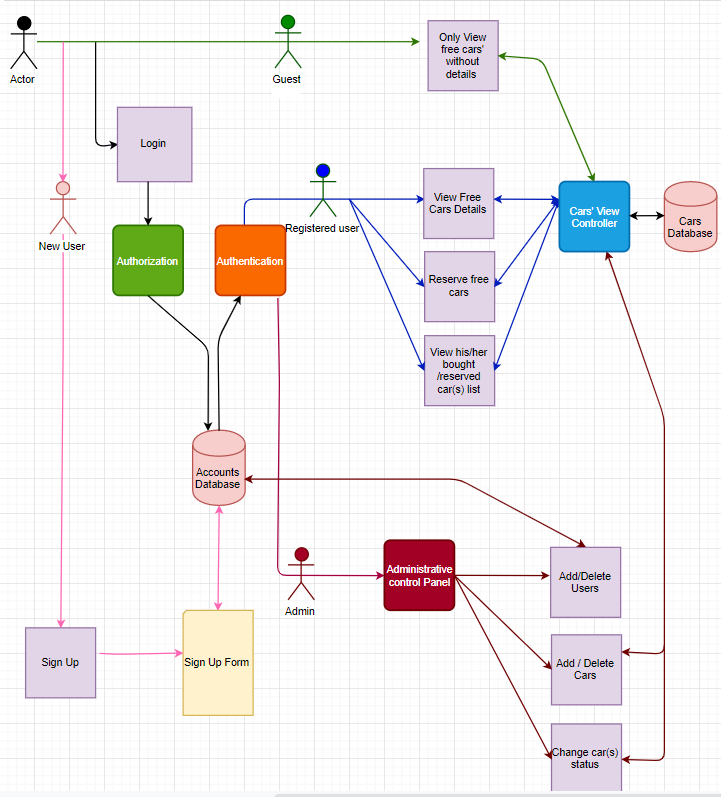 Actor
Guest
Only View
free cars'
without
details
Login
New User
Authorization
Authentication
Registered user
View Free
Cars Details
Cars' View
Controller
Cars
Database
Reserve free
cars
View his/her
bought
/reserved
car(s) list
Accounts
Database
Admin
Administrative
control Panel
Add/Delete
Users
Sign Up
Sign Up Form
Add / Delete
Cars
Change car(s)
status